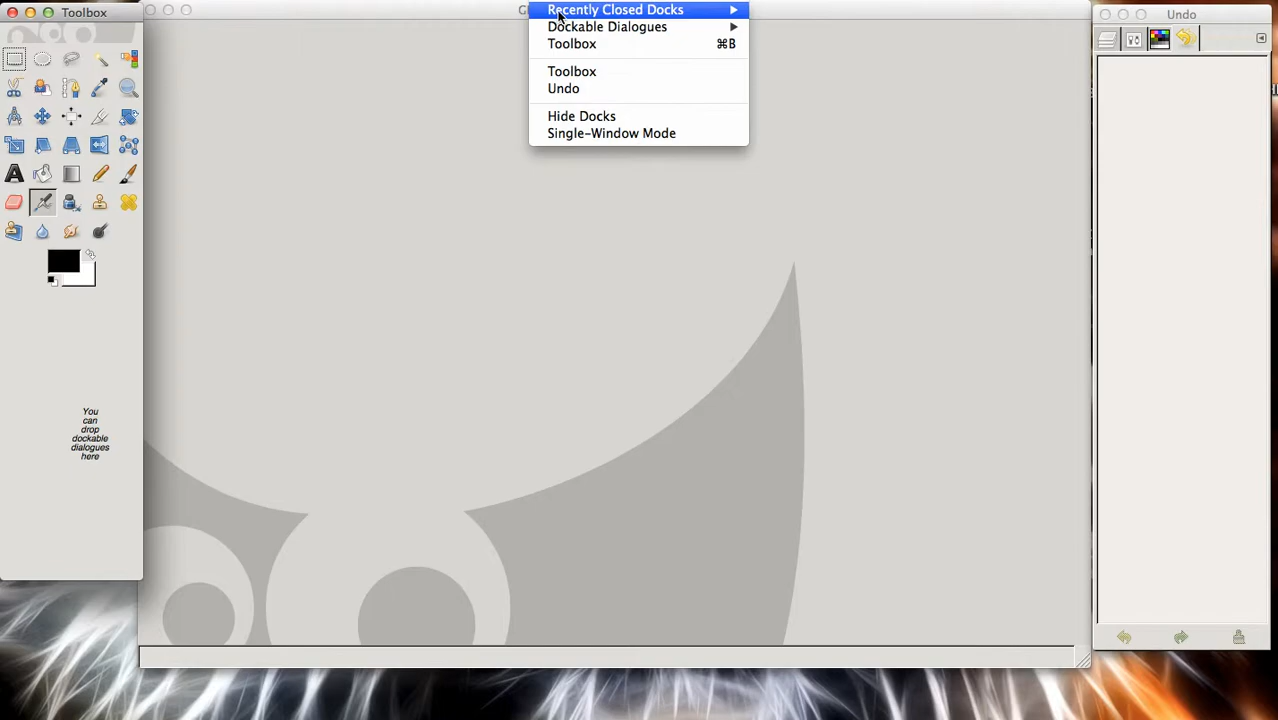 Toolbox
Recently Closed Docks
Dockable Dialogues
Toolbox ⌘B
Toolbox
Undo
Hide Docks
Single-Window Mode
Undo
You
can
drop
dockable
dialogues
here